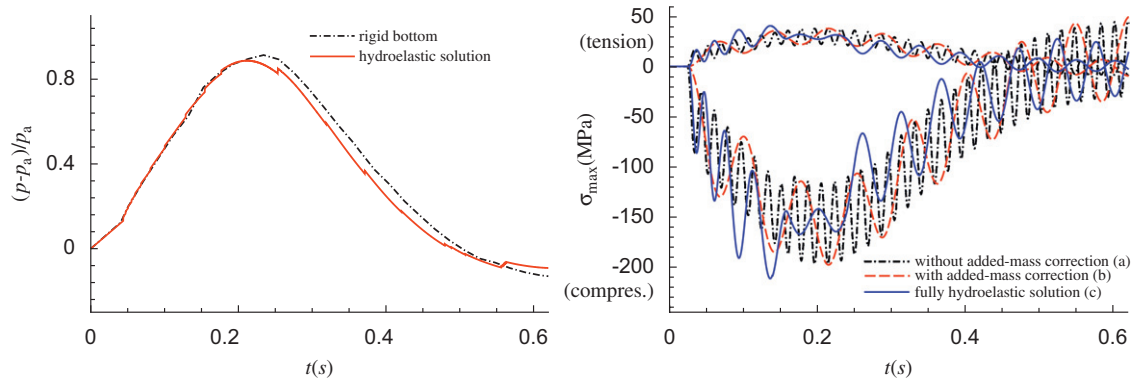 rigid bottom
hydroelastic solution
0.8
0.4
0
(p-pa)/pa
0
0.2
0.4
0.6
t(s)
50
(tension)
0
-50
-100
σmax(MPa)
-150
-200
(compres.)
without added-mass correction (a)
with added-mass correction (b)
fully hydroelastic solution (c)
0
0.2
0.4
0.6
t(s)